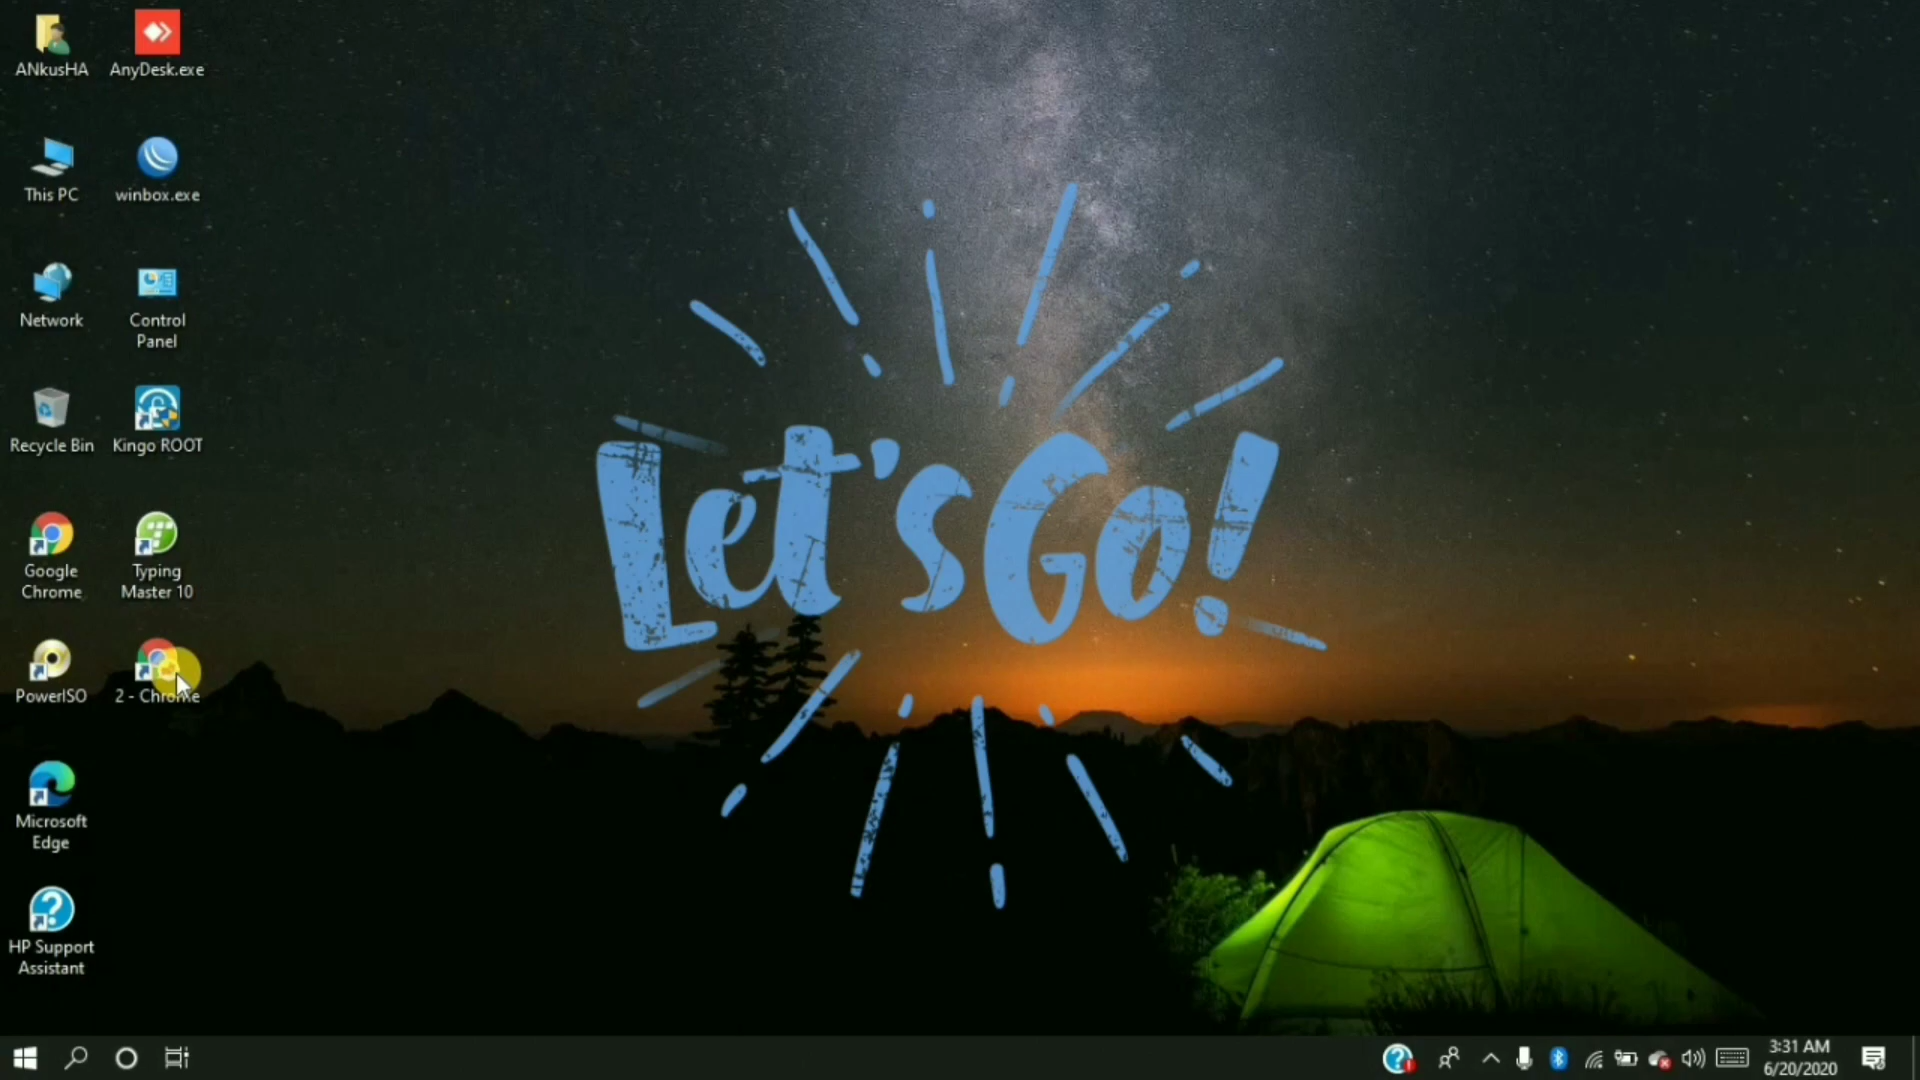 ANkusHA
AnyDesk.exe
This PC
winbox.exe
Network
Control
Panel
Recycle Bin
Kingo ROOT
Google
Chrome
Typing
Master 10
PowerISO
2 - Chrome
Microsoft
Edge
HP Support
Assistant
Let's Go!
3:31 AM
6/20/2020